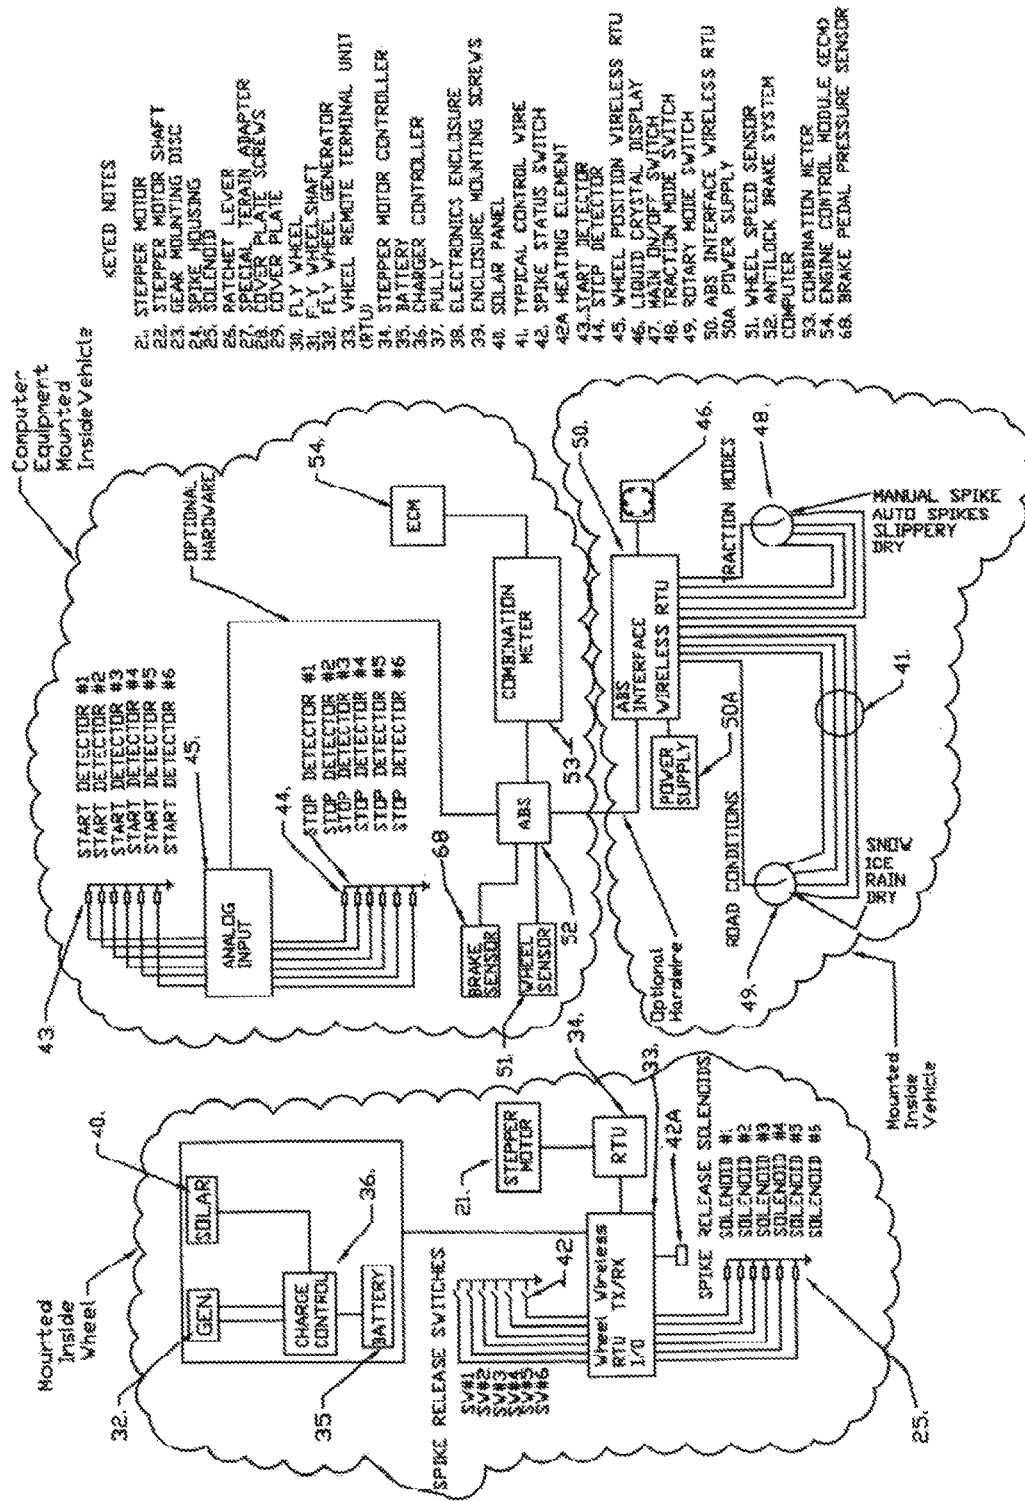 KEYED NOTES
21. STEPPER MOTOR
22. STEPPER MOTOR SHAFT
23. GEAR MOUNTING DISC
24. SPIKE HOUSING
25. SOLENOID
26. RATCHET LEVER
27. SPECIAL TERAIN ADAPTER
28. COVER PLATE SCREWS
29. COVER PLATE
30. FLY WHEEL
31. FLY WHEEL SHAFT
32. FLY WHEEL GENERATOR
33. WHEEL REMOTE TERMINAL UNIT
(RTU)
34. STEPPER MOTOR CONTROLLER
35. BATTERY
36. CHARGER CONTROLLER
37. PULLY
38. ELECTRONICS ENCLOSURE
39. ENCLOSURE MOUNTING SCREWS
40. SOLAR PANEL
41. TYPICAL CONTROL WIRE
42. SPIKE STATUS SWITCH
42A HEATING ELEMENT
43. START DETECTOR
44. STEP DETECTOR
45. WHEEL POSITION WIRELESS RTU
46. LIQUID CRYSTAL DISPLAY
47. MAIN ON/OFF SWITCH
48. TRACTION MODE SWITCH
49. ROTARY MODE SWITCH
50. ABS INTERFACE WIRELESS RTU
50A POWER SUPPLY
51. WHEEL SPEED SENSOR
52. ANTILOCK BRAKE SYSTEM
COMPUTER
53. COMBINATION METER
54. ENGINE CONTROL MODULE (ECM)
68. BRAKE PEDAL PRESSURE SENSOR
Computer
Equipment
Mounted
Inside Vehicle
OPTIONAL
HARDWARE
54.
ECM
43.
START DETECTOR #1
START DETECTOR #2
START DETECTOR #3
START DETECTOR #4
START DETECTOR #5
START DETECTOR #6
45.
ANALOG
INPUT
44.
STOP DETECTOR #1
STOP DETECTOR #2
STOP DETECTOR #3
STOP DETECTOR #4
STOP DETECTOR #5
STOP DETECTOR #6
68
BRAKE
SENSOR
51.
WHEEL
SENSOR
ABS
52.
COMBINATION
METER
53.
Mounted
Inside
Wheel
40.
SOLAR
32.
GEN
CHARGE
CONTROL
36.
BATTERY
35
SPIKE RELEASE SWITCHES
SW#1
SW#2
SW#3
SW#4
SW#5
SW#6
42
21.
STEPPER
MOTOR
34.
RTU
33.
Wheel Wireless
RTU TX/RX
I/O
42A
SPIKE RELEASE SOLENOIDS
SOLENOID #1
SOLENOID #2
SOLENOID #3
SOLENOID #4
SOLENOID #5
SOLENOID #6
25.
Optional
Hardwire
50.
ABS
INTERFACE
WIRELESS RTU
46.
POWER
SUPPLY
50A
TRACTION MODES
48.
MANUAL SPIKE
AUTO SPIKES
SLIPPERY
DRY
ROAD CONDITIONS
49.
SNOW
ICE
RAIN
DRY
41.
Mounted
Inside
Vehicle